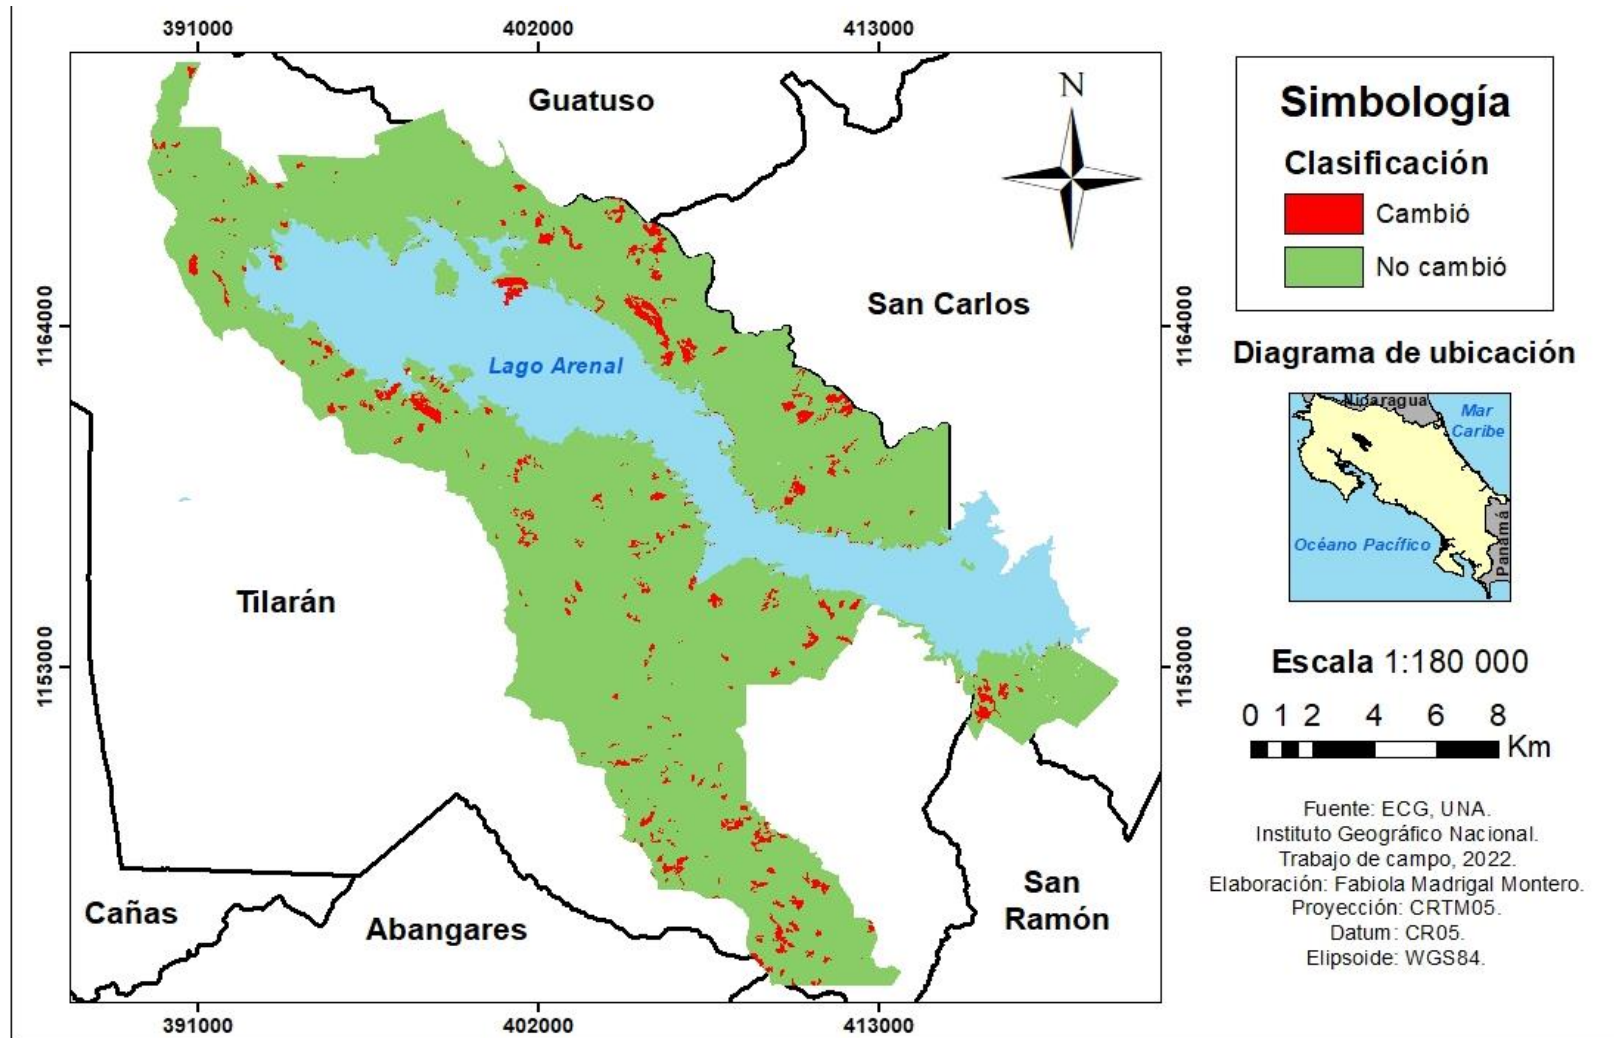 391000
402000
413000
Guatuso
N
San Carlos
1164000
1164000
Lago Arenal
Tilarán
1153000
1153000
Cañas
Abangares
San
Ramón
391000
402000
413000
Simbología
Clasificación
Cambió
No cambió
Diagrama de ubicación
Nicaragua
Mar
Caribe
Océano Pacífico
Panamá
Escala 1:180 000
0 1 2 4 6 8
Km
Fuente: ECG, UNA.
Instituto Geográfico Nacional.
Trabajo de campo, 2022.
Elaboración: Fabiola Madrigal Montero.
Proyección: CRTM05.
Datum: CR05.
Elipsoide: WGS84.